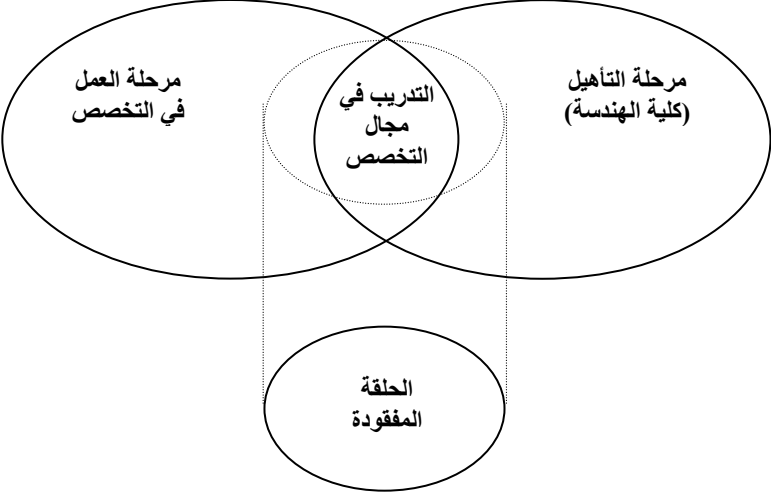 مرحلة التأهيل
(كلية الهندسة)
التدريب في
مجال
التخصص
مرحلة العمل
في التخصص
الحلقة
المفقودة